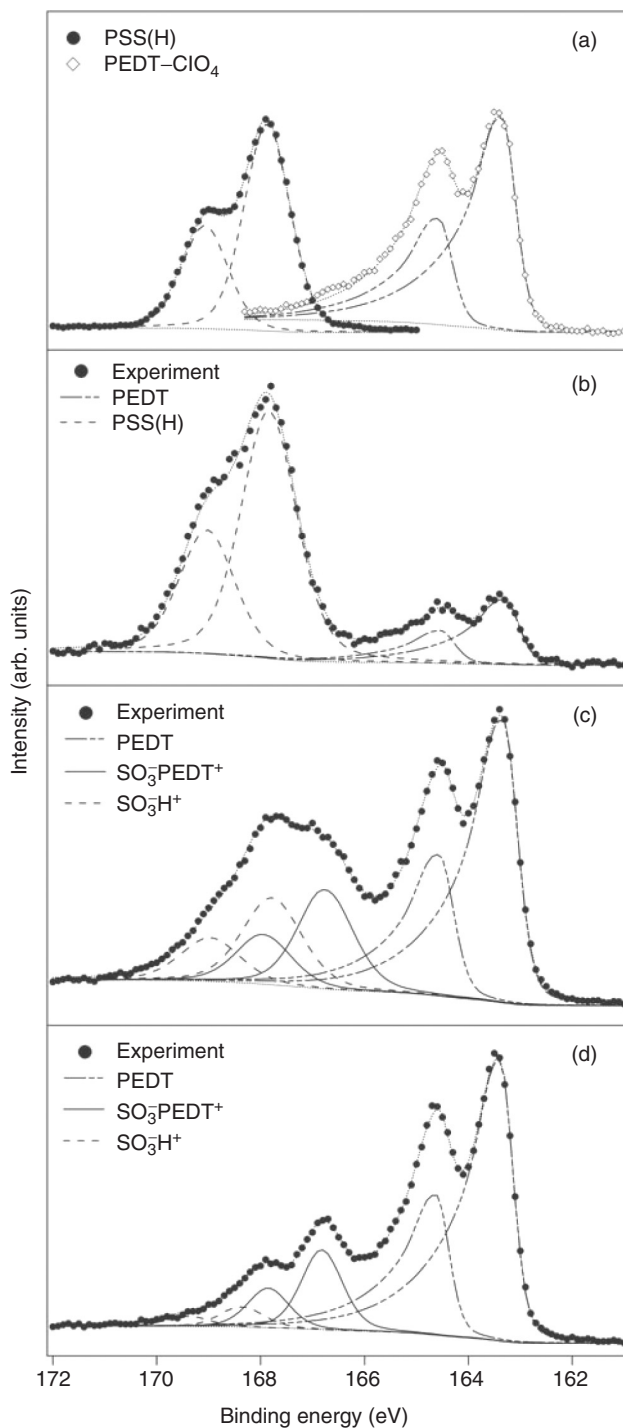 PSS(H)
PEDT–ClO₄
(a)
Experiment
PEDT
PSS(H)
(b)
Experiment
PEDT
SO₃⁻PEDT⁺
SO₃⁻H⁺
(c)
Experiment
PEDT
SO₃⁻PEDT⁺
SO₃⁻H⁺
(d)
Intensity (arb. units)
172 170 168 166 164 162
Binding energy (eV)